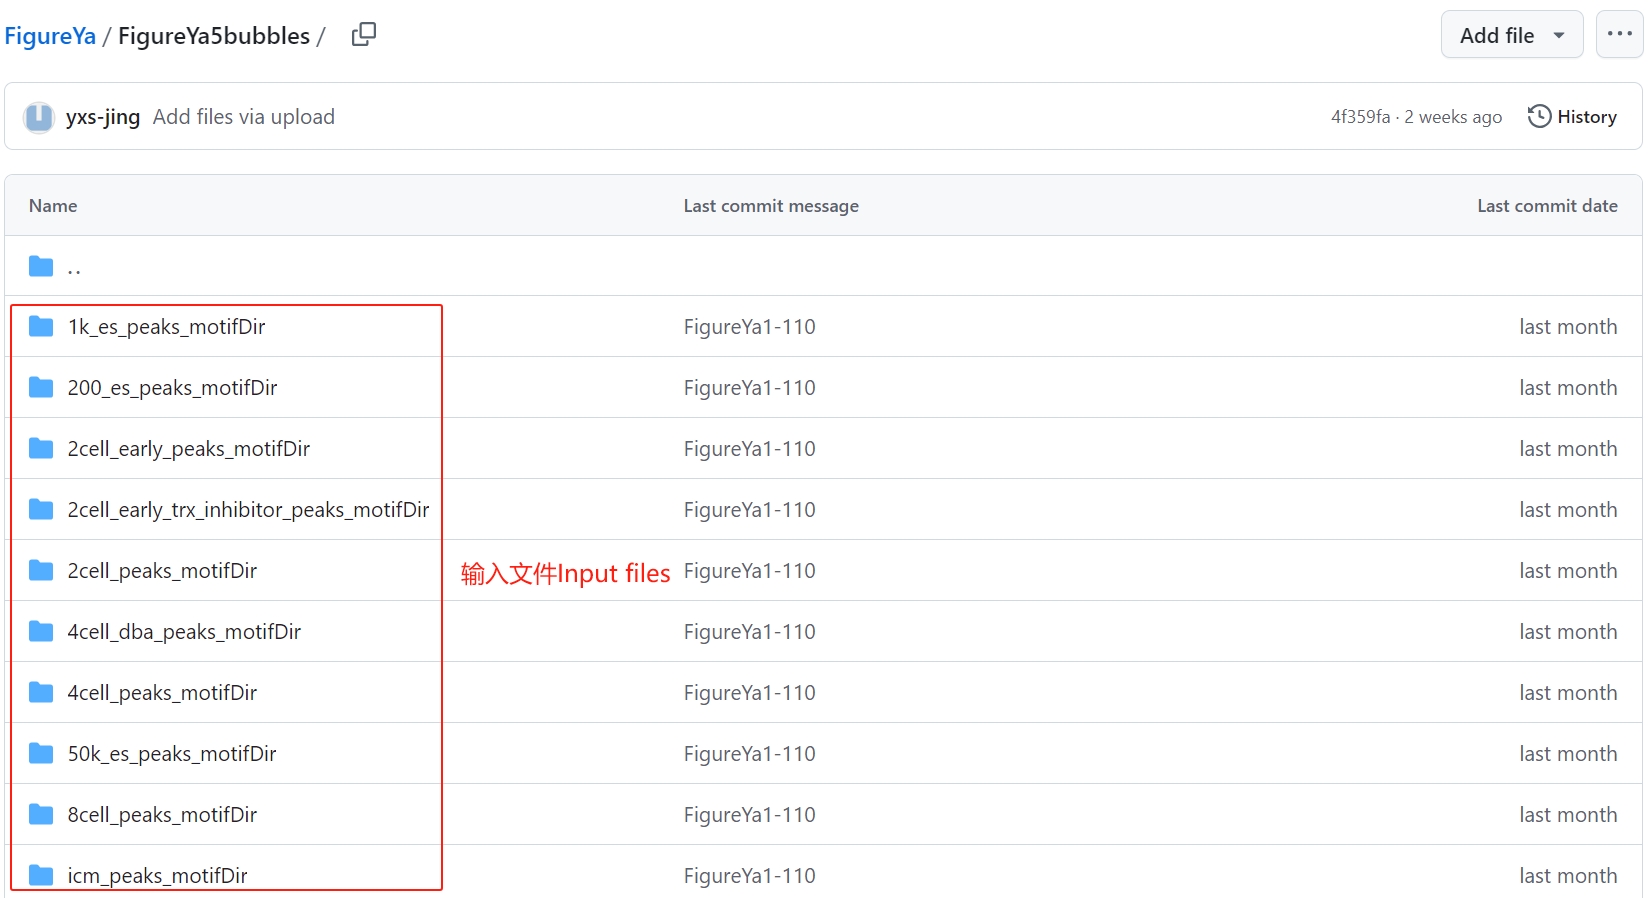 FigureYa / FigureYa5bubbles /
Add file
yxs-jing Add files via upload 4f359fa · 2 weeks ago History
Name Last commit message Last commit date
..
1k_es_peaks_motifDir FigureYa1-110 last month
200_es_peaks_motifDir FigureYa1-110 last month
2cell_early_peaks_motifDir FigureYa1-110 last month
2cell_early_trx_inhibitor_peaks_motifDir FigureYa1-110 last month
2cell_peaks_motifDir 输入文件Input files FigureYa1-110 last month
4cell_dba_peaks_motifDir FigureYa1-110 last month
4cell_peaks_motifDir FigureYa1-110 last month
50k_es_peaks_motifDir FigureYa1-110 last month
8cell_peaks_motifDir FigureYa1-110 last month
icm_peaks_motifDir FigureYa1-110 last month